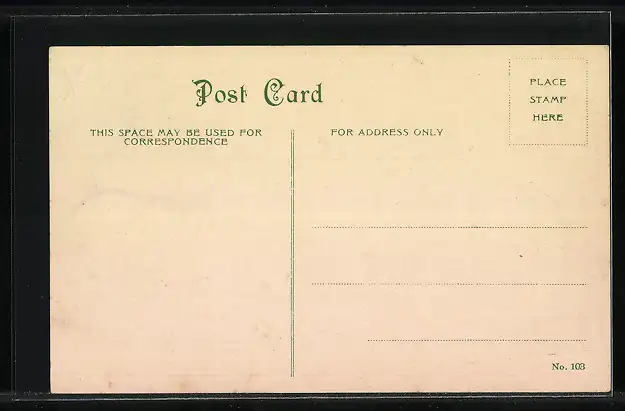 Post Card
PLACE
STAMP
HERE
THIS SPACE MAY BE USED FOR
CORRESPONDENCE
FOR ADDRESS ONLY
No. 103